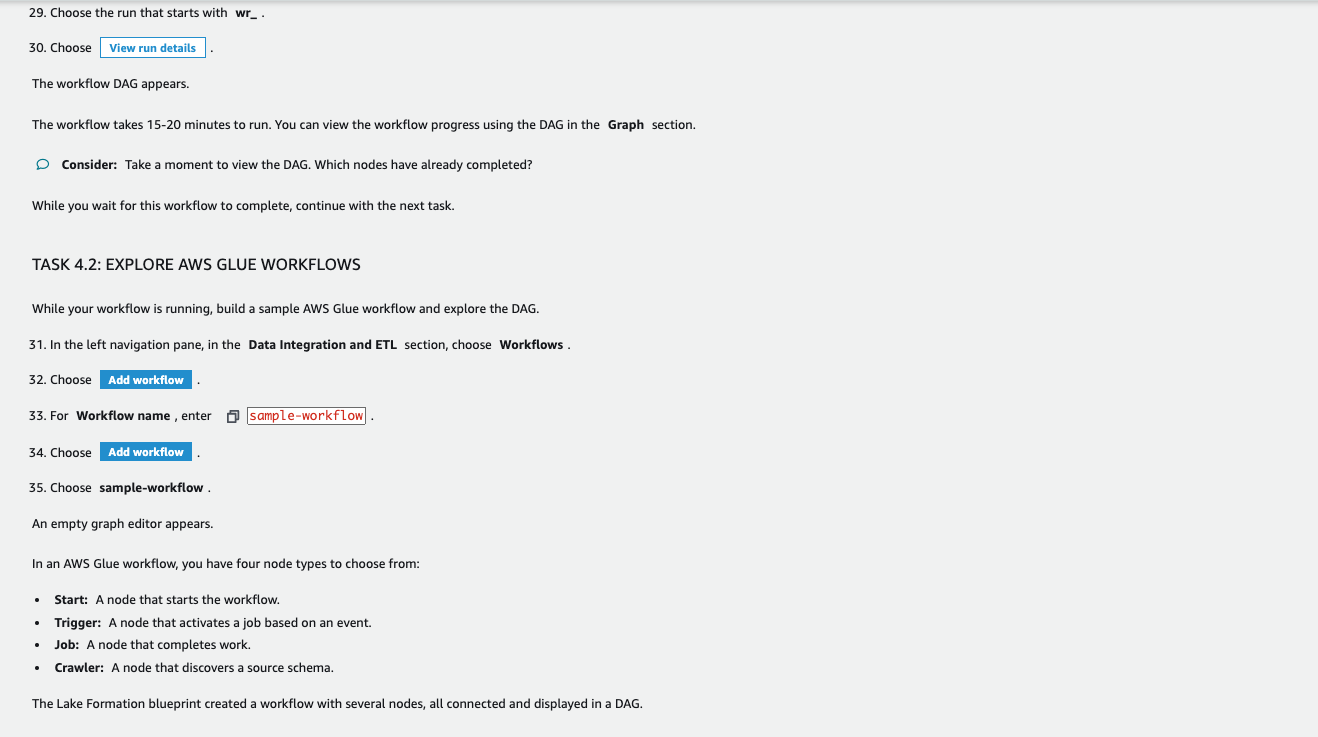 29. Choose the run that starts with wr_ .
30. Choose View run details .
The workflow DAG appears.
The workflow takes 15-20 minutes to run. You can view the workflow progress using the DAG in the Graph section.
Consider: Take a moment to view the DAG. Which nodes have already completed?
While you wait for this workflow to complete, continue with the next task.
TASK 4.2: EXPLORE AWS GLUE WORKFLOWS
While your workflow is running, build a sample AWS Glue workflow and explore the DAG.
31. In the left navigation pane, in the Data Integration and ETL section, choose Workflows .
32. Choose Add workflow .
33. For Workflow name , enter sample-workflow .
34. Choose Add workflow .
35. Choose sample-workflow .
An empty graph editor appears.
In an AWS Glue workflow, you have four node types to choose from:
• Start: A node that starts the workflow.
• Trigger: A node that activates a job based on an event.
• Job: A node that completes work.
• Crawler: A node that discovers a source schema.
The Lake Formation blueprint created a workflow with several nodes, all connected and displayed in a DAG.